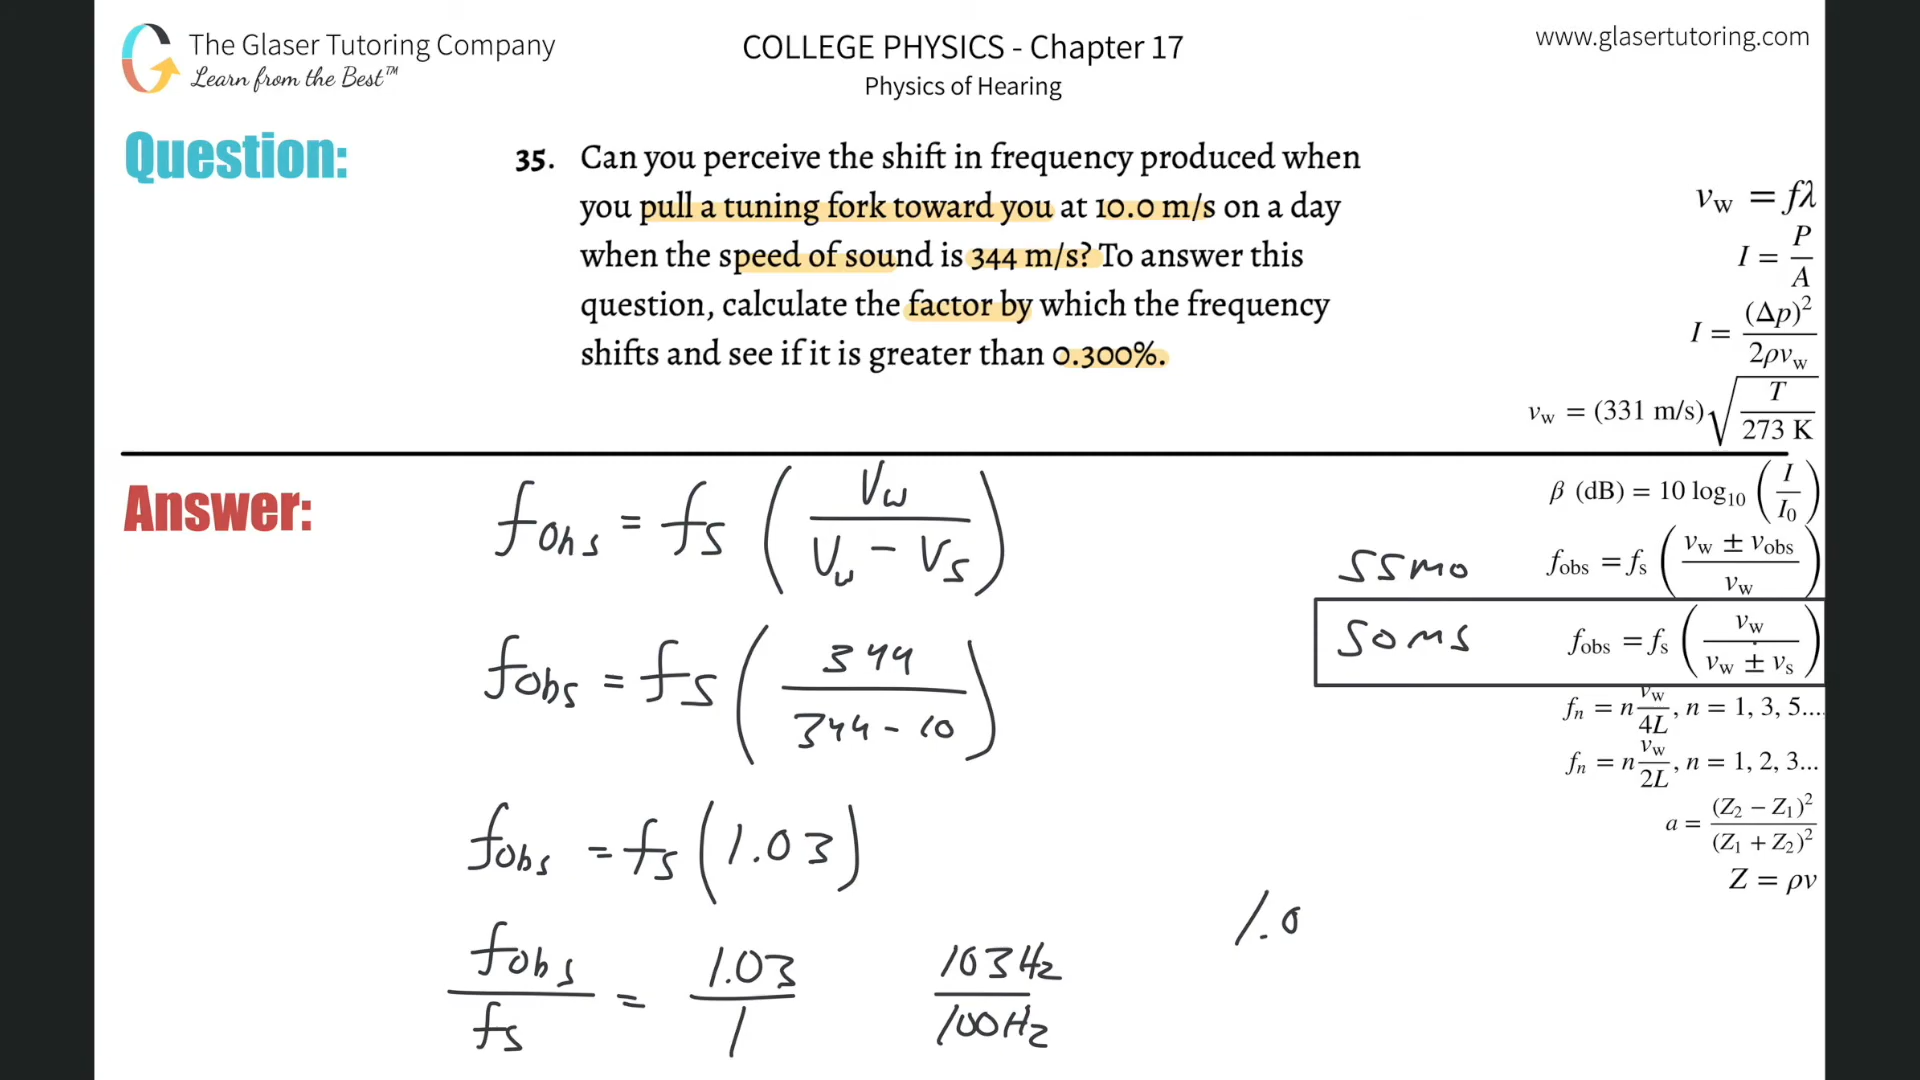 The Glaser Tutoring Company
Learn from the Best™
COLLEGE PHYSICS - Chapter 17
Physics of Hearing
www.glasertutoring.com
Question:
35. Can you perceive the shift in frequency produced when
you pull a tuning fork toward you at 10.0 m/s on a day
when the speed of sound is 344 m/s? To answer this
question, calculate the factor by which the frequency
shifts and see if it is greater than 0.300%.
v_w = fλ
I = P/A
I = (Δp)²/2ρv_w
v_w = (331 m/s)√(T/273 K)
Answer:
f_obs = f_s (V_w/(V_w − V_s))
f_obs = f_s (344/(344 - 10))
f_obs = f_s (1.03)
f_obs/f_s = 1.03/1
103Hz/100Hz
1.0
β (dB) = 10 log₁₀ (I/I₀)
SSMO
f_obs = f_s ((v_w ± v_obs)/v_w)
SOMS
f_obs = f_s (v_w/(v_w ± v_s))
f_n = n v_w/4L, n = 1, 3, 5...
f_n = n v_w/2L, n = 1, 2, 3...
a = (Z₂ − Z₁)²/(Z₁ + Z₂)²
Z = ρv